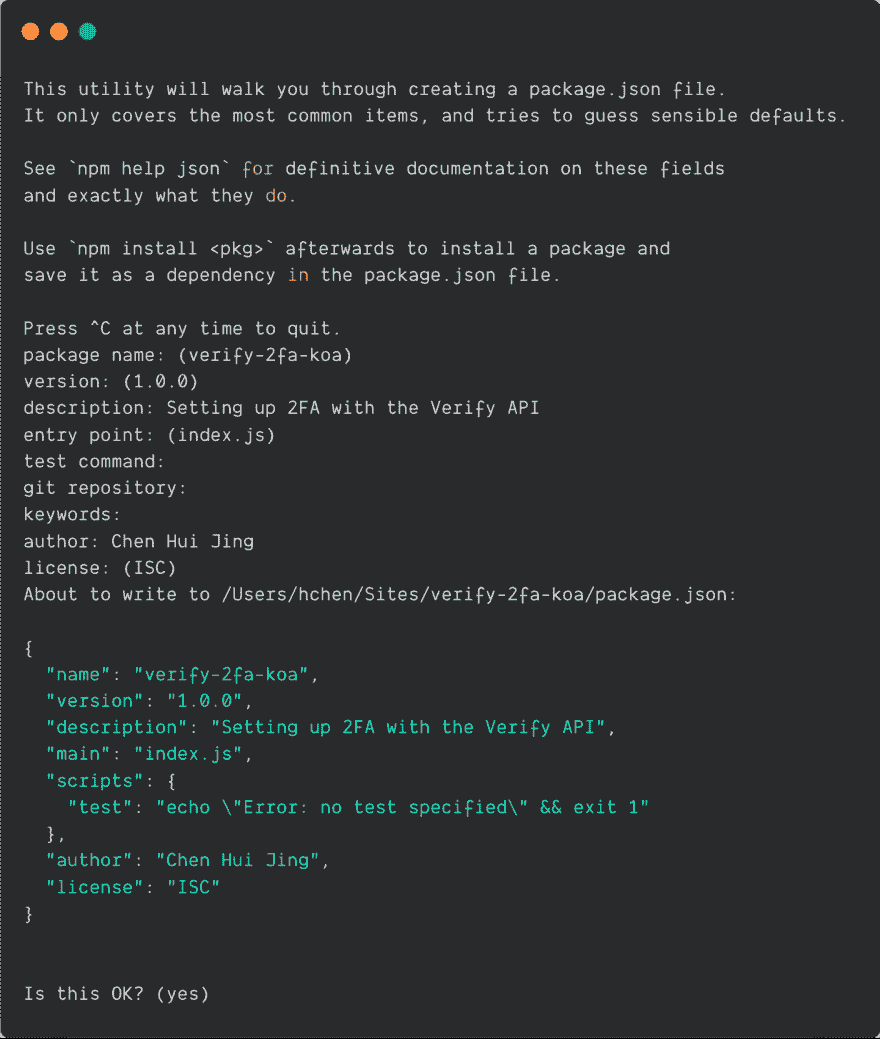 This utility will walk you through creating a package.json file.
It only covers the most common items, and tries to guess sensible defaults.
See `npm help json` for definitive documentation on these fields
and exactly what they do.
Use `npm install <pkg>` afterwards to install a package and
save it as a dependency in the package.json file.
Press ^C at any time to quit.
package name: (verify-2fa-koa)
version: (1.0.0)
description: Setting up 2FA with the Verify API
entry point: (index.js)
test command:
git repository:
keywords:
author: Chen Hui Jing
license: (ISC)
About to write to /Users/hchen/Sites/verify-2fa-koa/package.json:
{
  "name": "verify-2fa-koa",
  "version": "1.0.0",
  "description": "Setting up 2FA with the Verify API",
  "main": "index.js",
  "scripts": {
    "test": "echo \"Error: no test specified\" && exit 1"
  },
  "author": "Chen Hui Jing",
  "license": "ISC"
}
Is this OK? (yes)